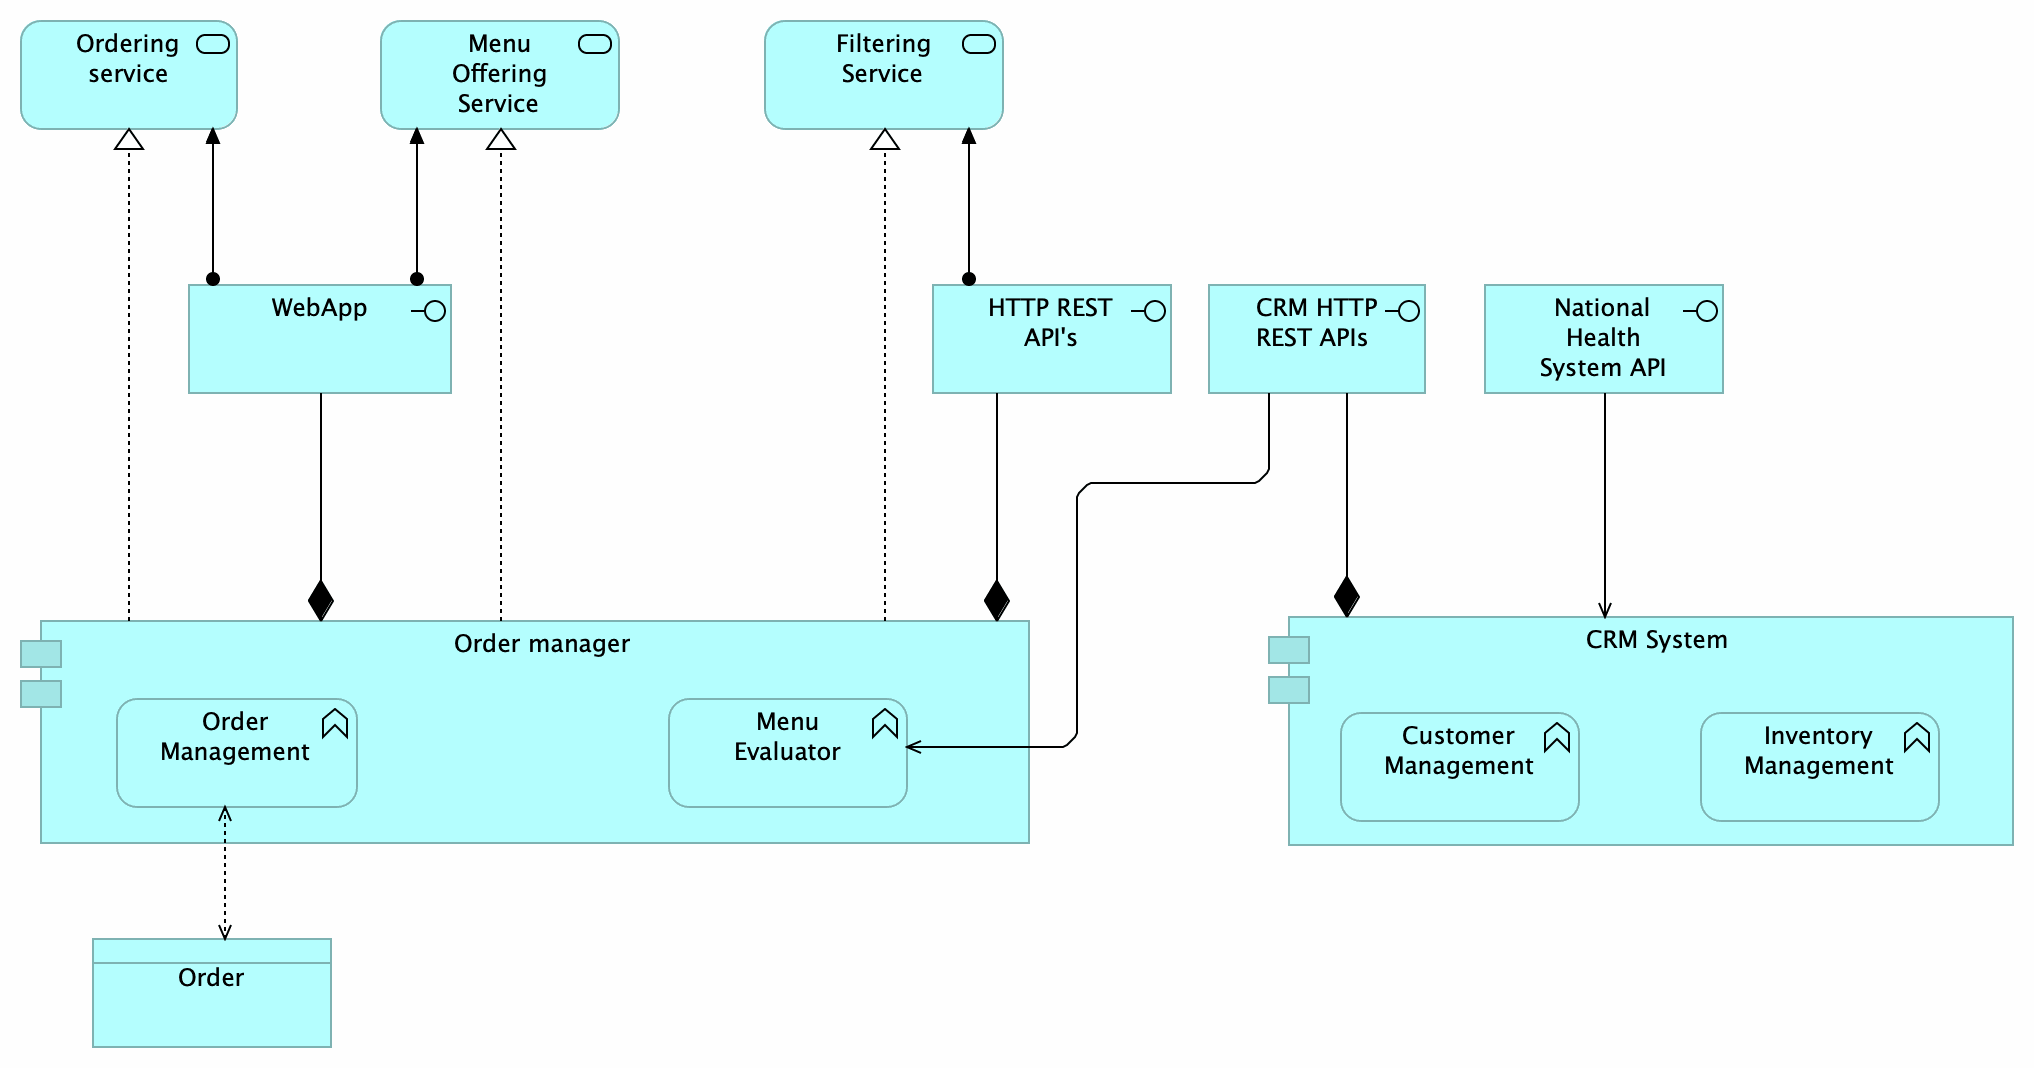 Ordering
service
Menu
Offering
Service
Filtering
Service
WebApp
HTTP REST
API's
CRM HTTP
REST APIs
National
Health
System API
Order manager
CRM System
Order
Management
Menu
Evaluator
Customer
Management
Inventory
Management
Order